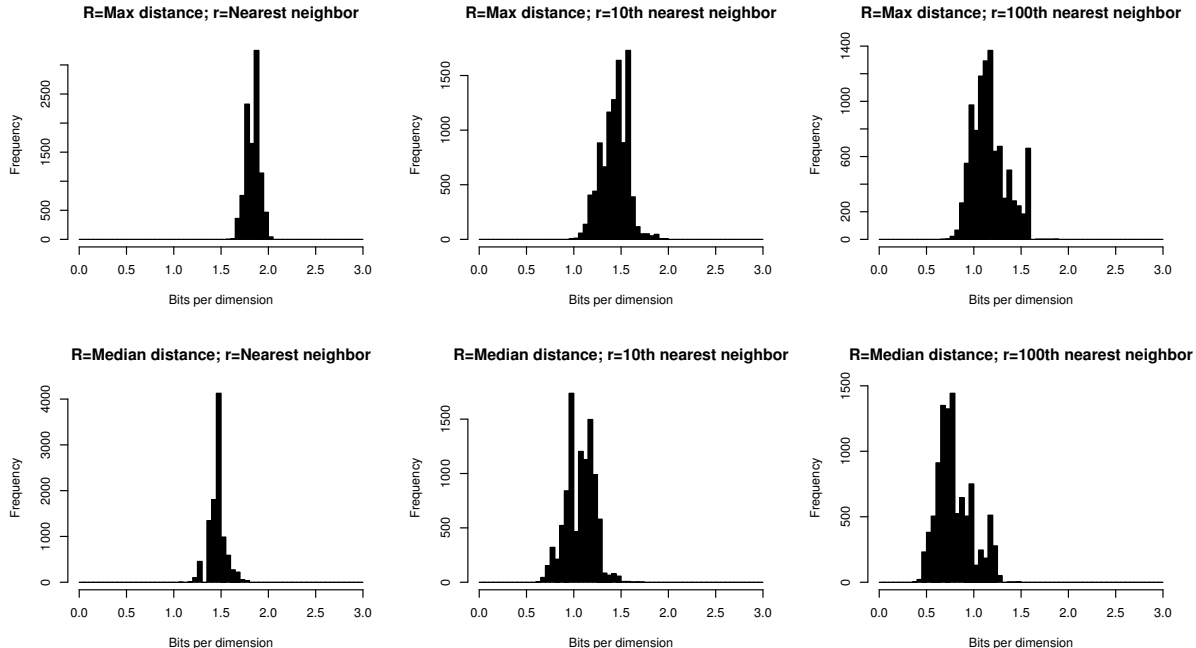 R=Max distance; r=Nearest neighbor
R=Max distance; r=10th nearest neighbor
R=Max distance; r=100th nearest neighbor
Frequency
0 500 1500 2500
0.0 0.5 1.0 1.5 2.0 2.5 3.0
Bits per dimension
Frequency
0 500 1000 1500
0.0 0.5 1.0 1.5 2.0 2.5 3.0
Bits per dimension
Frequency
0 200 600 1000 1400
0.0 0.5 1.0 1.5 2.0 2.5 3.0
Bits per dimension
R=Median distance; r=Nearest neighbor
R=Median distance; r=10th nearest neighbor
R=Median distance; r=100th nearest neighbor
Frequency
0 1000 2000 3000 4000
0.0 0.5 1.0 1.5 2.0 2.5 3.0
Bits per dimension
Frequency
0 500 1000 1500
0.0 0.5 1.0 1.5 2.0 2.5 3.0
Bits per dimension
Frequency
0 500 1000 1500
0.0 0.5 1.0 1.5 2.0 2.5 3.0
Bits per dimension